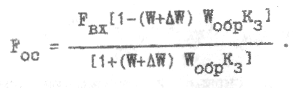 F_ос = F_вх[1-(W+ΔW) W_обр K_з] / [1+(W+ΔW) W_обр K_з] .